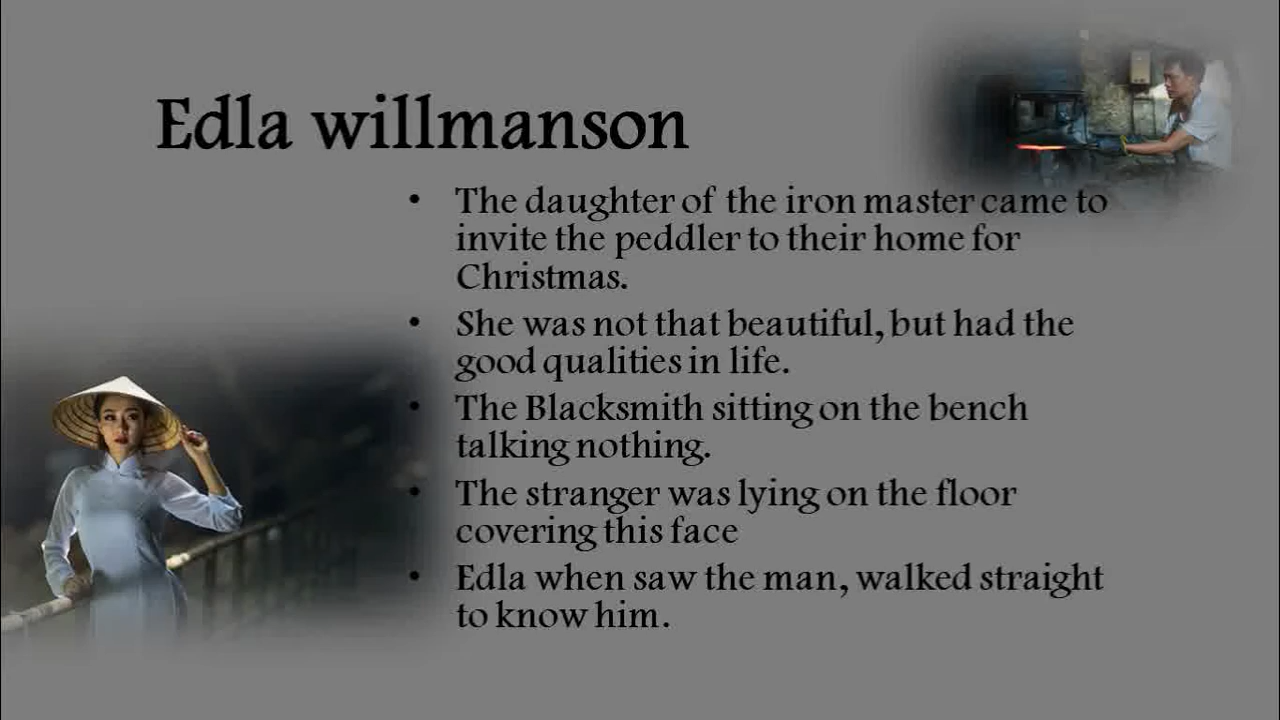 Edla willmanson
• The daughter of the iron master came to
invite the peddler to their home for
Christmas.
• She was not that beautiful, but had the
good qualities in life.
• The Blacksmith sitting on the bench
talking nothing.
• The stranger was lying on the floor
covering this face
• Edla when saw the man, walked straight
to know him.